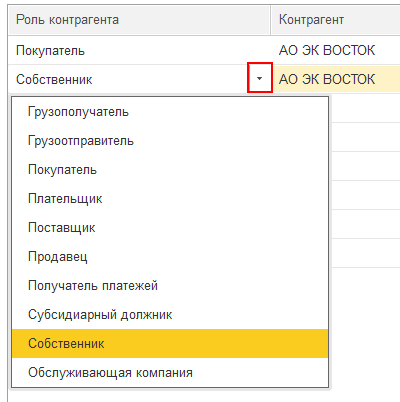 Роль контрагента Контрагент
Покупатель АО ЭК ВОСТОК
Собственник АО ЭК ВОСТОК
Грузополучатель
Грузоотправитель
Покупатель
Плательщик
Поставщик
Продавец
Получатель платежей
Субсидиарный должник
Собственник
Обслуживающая компания